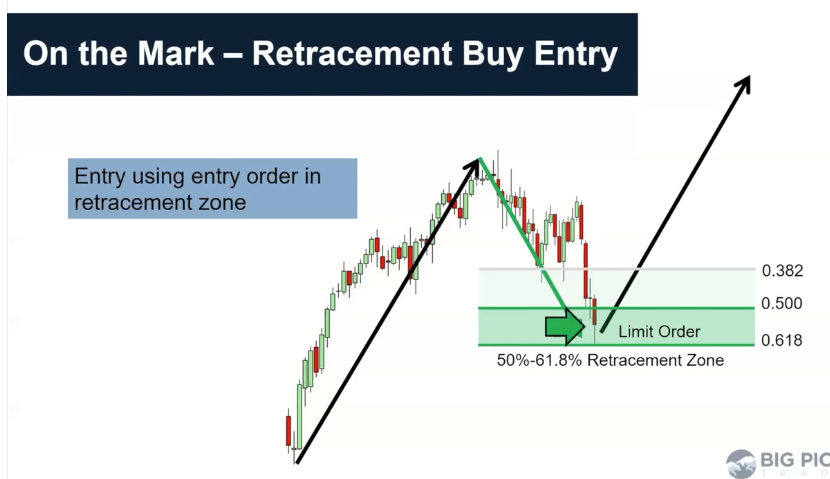 On the Mark – Retracement Buy Entry
Entry using entry order in
retracement zone
0.382
0.500
Limit Order
0.618
50%-61.8% Retracement Zone
BIG PIC
TRAD